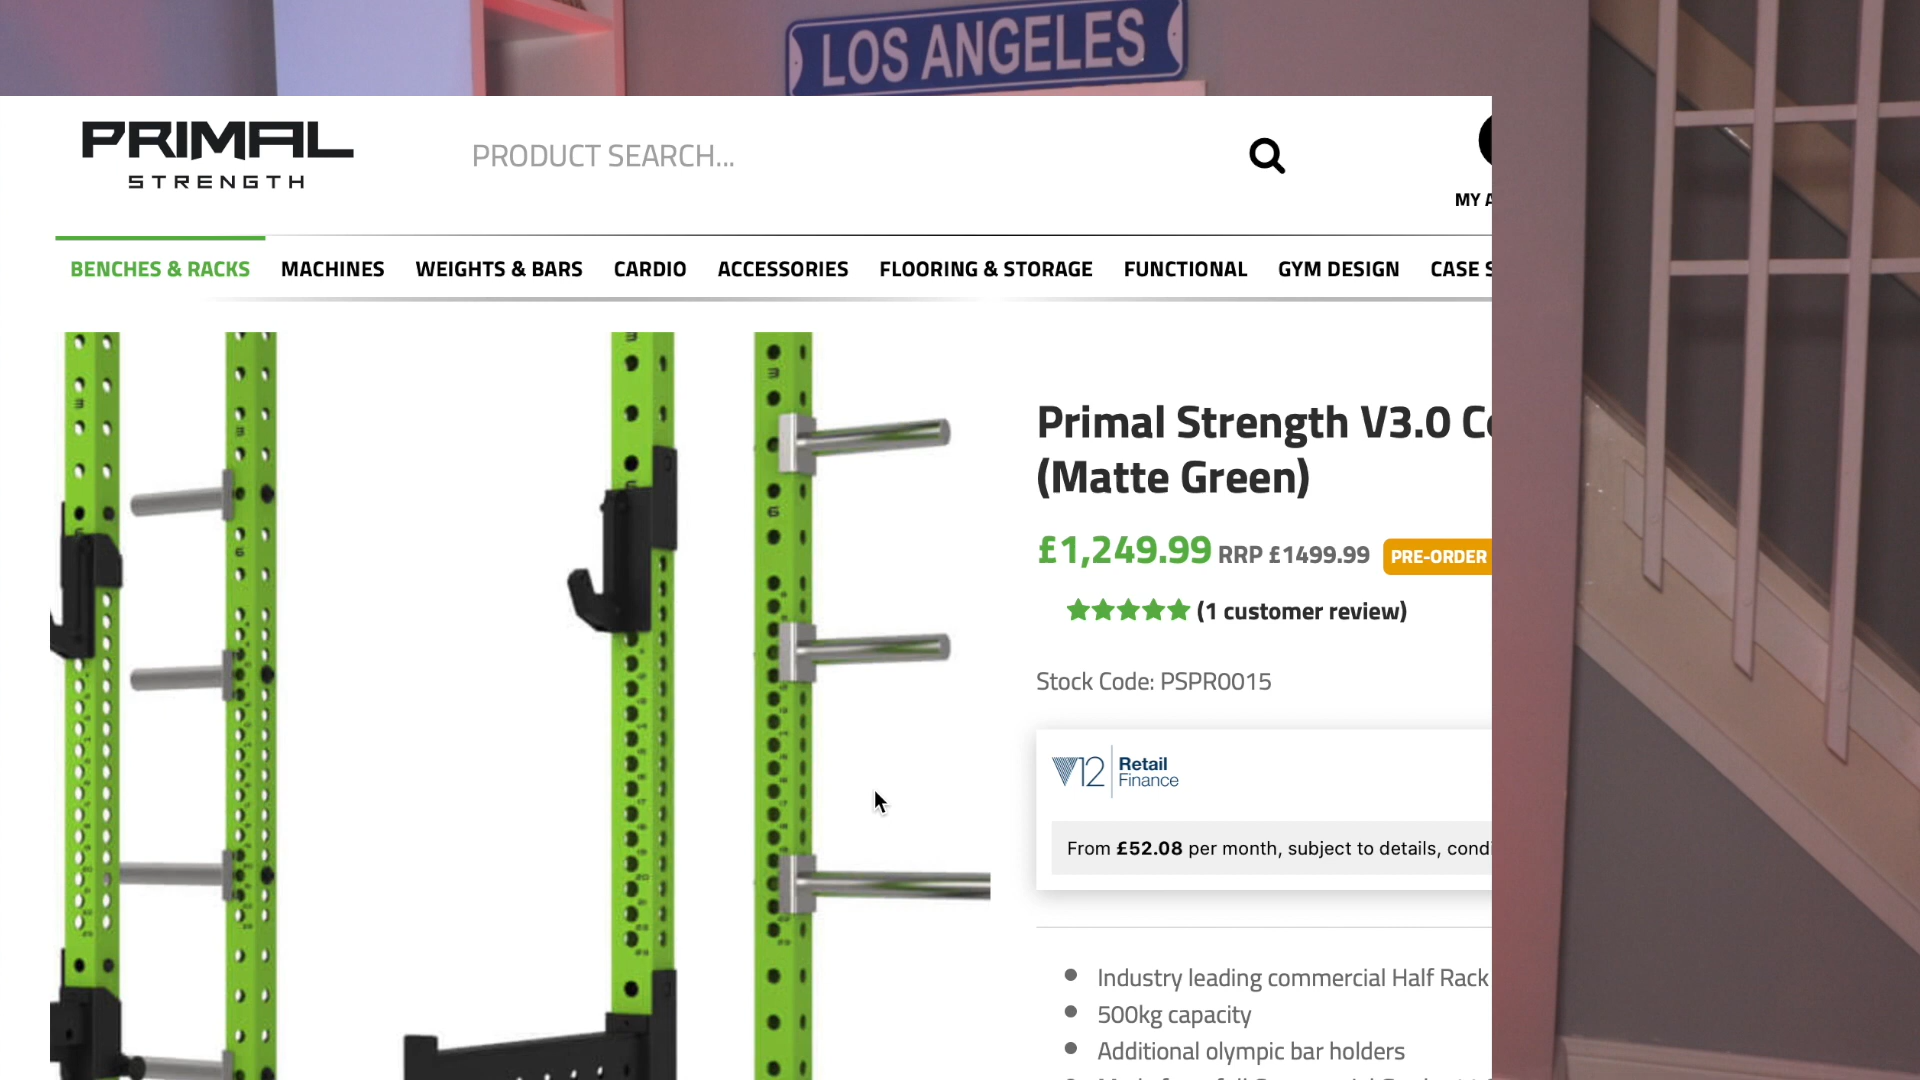 LOS ANGELES
PRIMAL
STRENGTH
PRODUCT SEARCH...
MY A
BENCHES & RACKS MACHINES WEIGHTS & BARS CARDIO ACCESSORIES FLOORING & STORAGE FUNCTIONAL GYM DESIGN CASE S
Primal Strength V3.0 Co
(Matte Green)
£1,249.99 RRP £1499.99 PRE-ORDER
(1 customer review)
Stock Code: PSPR0015
V12 Retail
Finance
From £52.08 per month, subject to details, condi
Industry leading commercial Half Rack
500kg capacity
Additional olympic bar holders